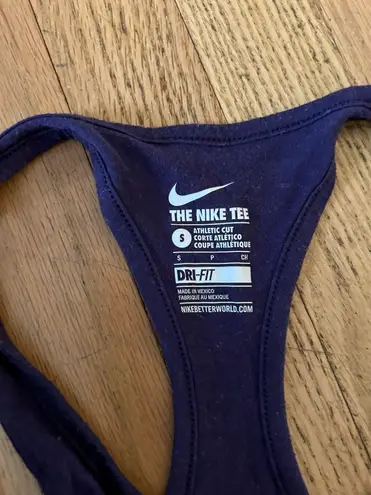 THE NIKE TEE
S
ATHLETIC CUT
CORTE ATLÉTICO
COUPE ATHLÉTIQUE
S P CH
DRI-FIT
MADE IN MEXICO
FABRIQUE AU MEXIQUE
NIKEBETTERWORLD.COM